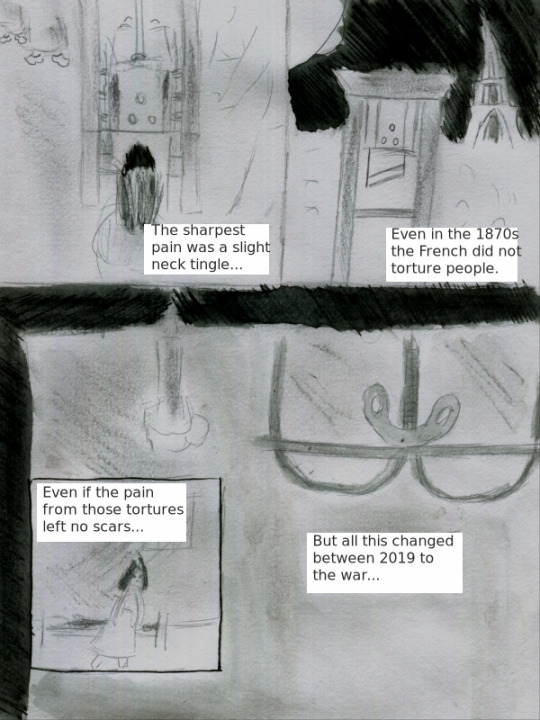 The sharpest
pain was a slight
neck tingle...
Even in the 1870s
the French did not
torture people.
Even if the pain
from those tortures
left no scars...
But all this changed
between 2019 to
the war...